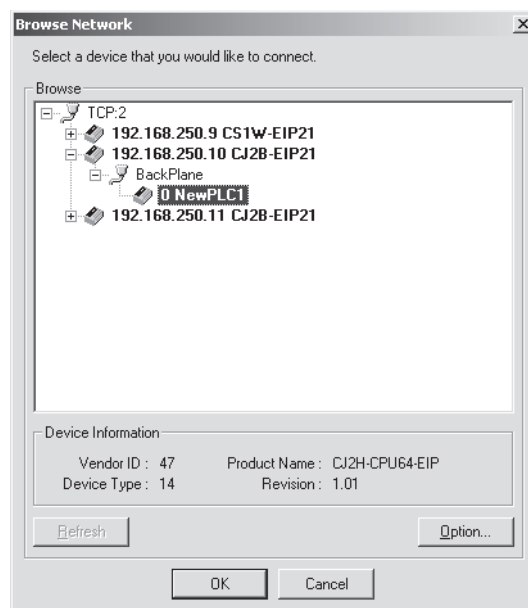 Browse Network
Select a device that you would like to connect.
Browse
TCP:2
192.168.250.9 CS1W-EIP21
192.168.250.10 CJ2B-EIP21
BackPlane
0 NewPLC1
192.168.250.11 CJ2B-EIP21
Device Information
Vendor ID : 47 Product Name : CJ2H-CPU64-EIP
Device Type : 14 Revision : 1.01
Refresh Option...
OK Cancel